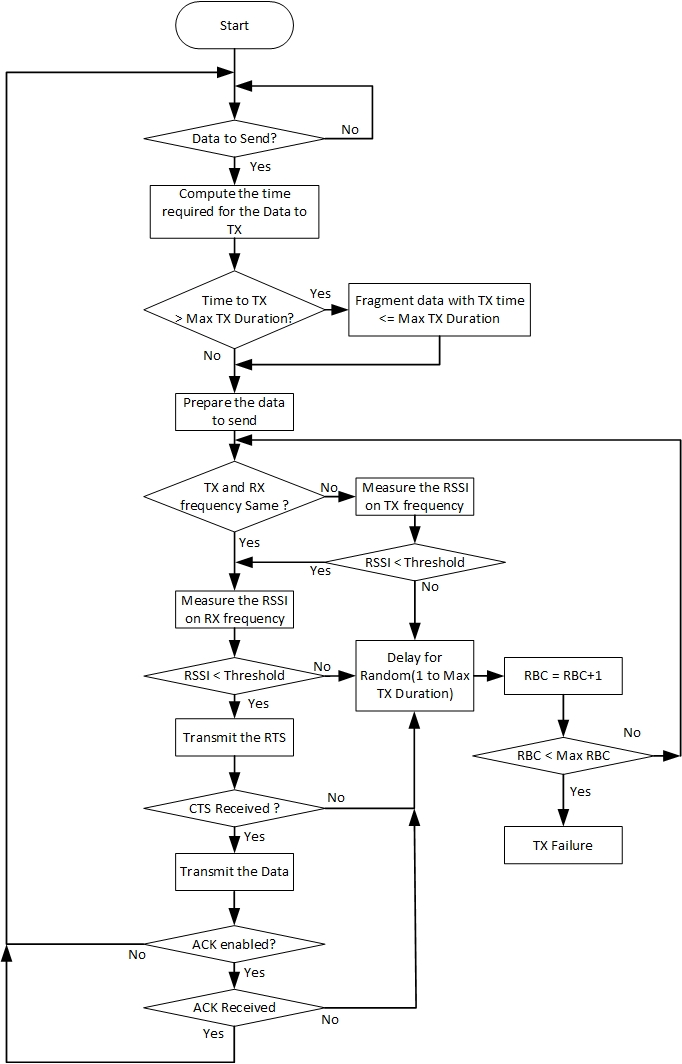 Start
Data to Send?
No
Yes
Compute the time
required for the Data to
TX
Time to TX
> Max TX Duration?
Yes
Fragment data with TX time
<= Max TX Duration
No
Prepare the data
to send
TX and RX
frequency Same ?
No
Measure the RSSI
on TX frequency
Yes
RSSI < Threshold
Yes
No
Measure the RSSI
on RX frequency
RSSI < Threshold
No
Delay for
Random(1 to Max
TX Duration)
RBC = RBC+1
Yes
Transmit the RTS
RBC < Max RBC
No
Yes
CTS Received ?
No
Yes
TX Failure
Transmit the Data
ACK enabled?
No
Yes
ACK Received
No
Yes